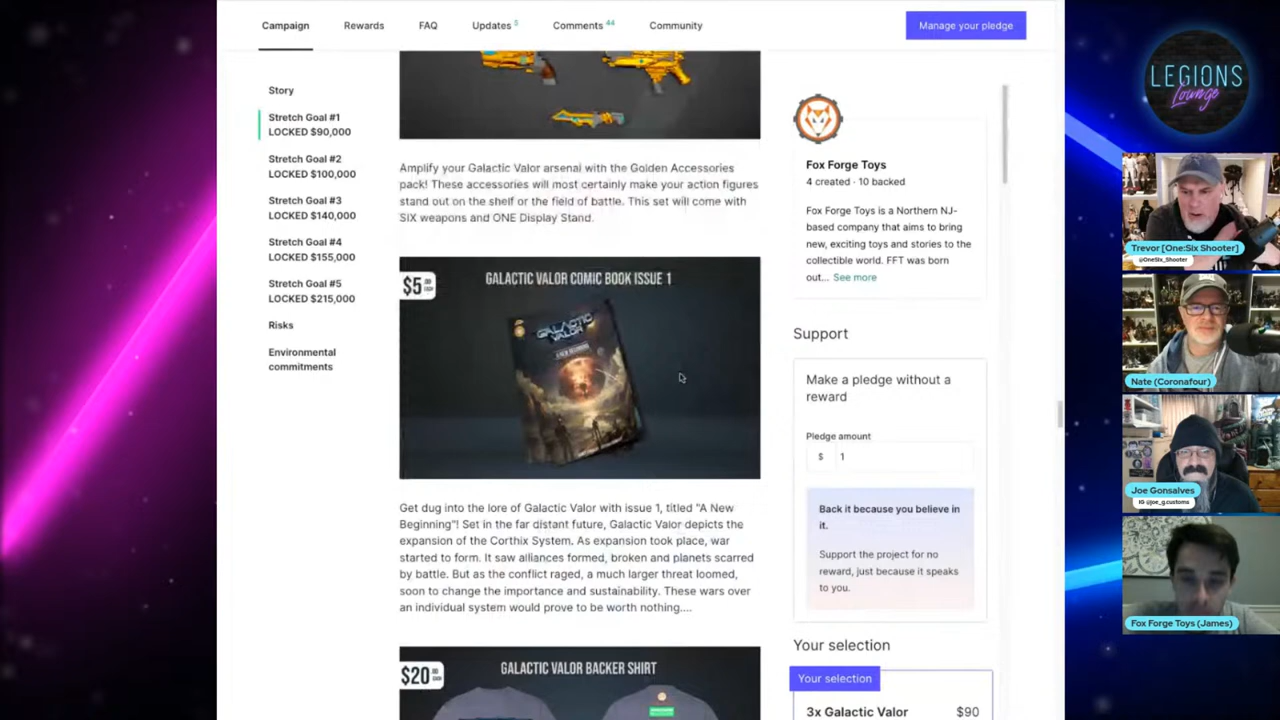 Campaign
Rewards
FAQ
Updates 5
Comments 44
Community
Manage your pledge
Story
Stretch Goal #1
LOCKED $90,000
Stretch Goal #2
LOCKED $100,000
Stretch Goal #3
LOCKED $140,000
Stretch Goal #4
LOCKED $155,000
Stretch Goal #5
LOCKED $215,000
Risks
Environmental
commitments
Amplify your Galactic Valor arsenal with the Golden Accessories
pack! These accessories will most certainly make your action figures
stand out on the shelf or the field of battle. This set will come with
SIX weapons and ONE Display Stand.
$5
GALACTIC VALOR COMIC BOOK ISSUE 1
GALACTIC
VALOR
A NEW BEGINNING
Get dug into the lore of Galactic Valor with issue 1, titled "A New
Beginning"! Set in the far distant future, Galactic Valor depicts the
expansion of the Corthix System. As expansion took place, war
started to form. It saw alliances formed, broken and planets scarred
by battle. But as the conflict raged, a much larger threat loomed,
soon to change the importance and sustainability. These wars over
an individual system would prove to be worth nothing....
$20
GALACTIC VALOR BACKER SHIRT
Fox Forge Toys
4 created · 10 backed
Fox Forge Toys is a Northern NJ-
based company that aims to bring
new, exciting toys and stories to the
collectible world. FFT was born
out... See more
Support
Make a pledge without a
reward
Pledge amount
$ 1
Back it because you believe in
it.
Support the project for no
reward, just because it speaks
to you.
Your selection
Your selection
3x Galactic Valor $90
LEGIONS
Lounge
Trevor [One:Six Shooter]
@OneSix_Shooter
Nate (Coronafour)
Joe Gonsalves
IG @joe_g.customs
Fox Forge Toys (James)